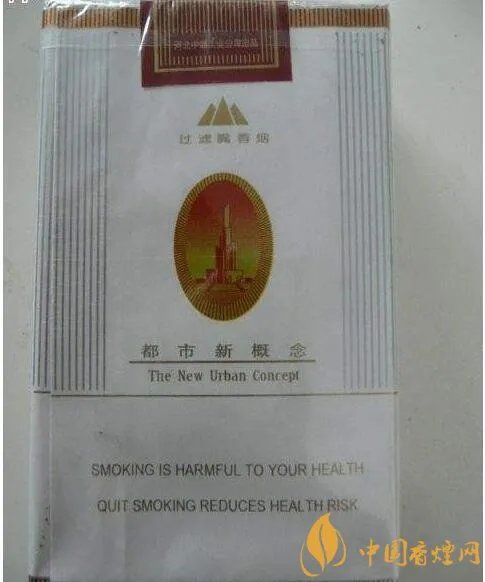 过滤嘴香烟
都市新概念
The New Urban Concept
SMOKING IS HARMFUL TO YOUR HEALTH
QUIT SMOKING REDUCES HEALTH RISK
中国香烟网